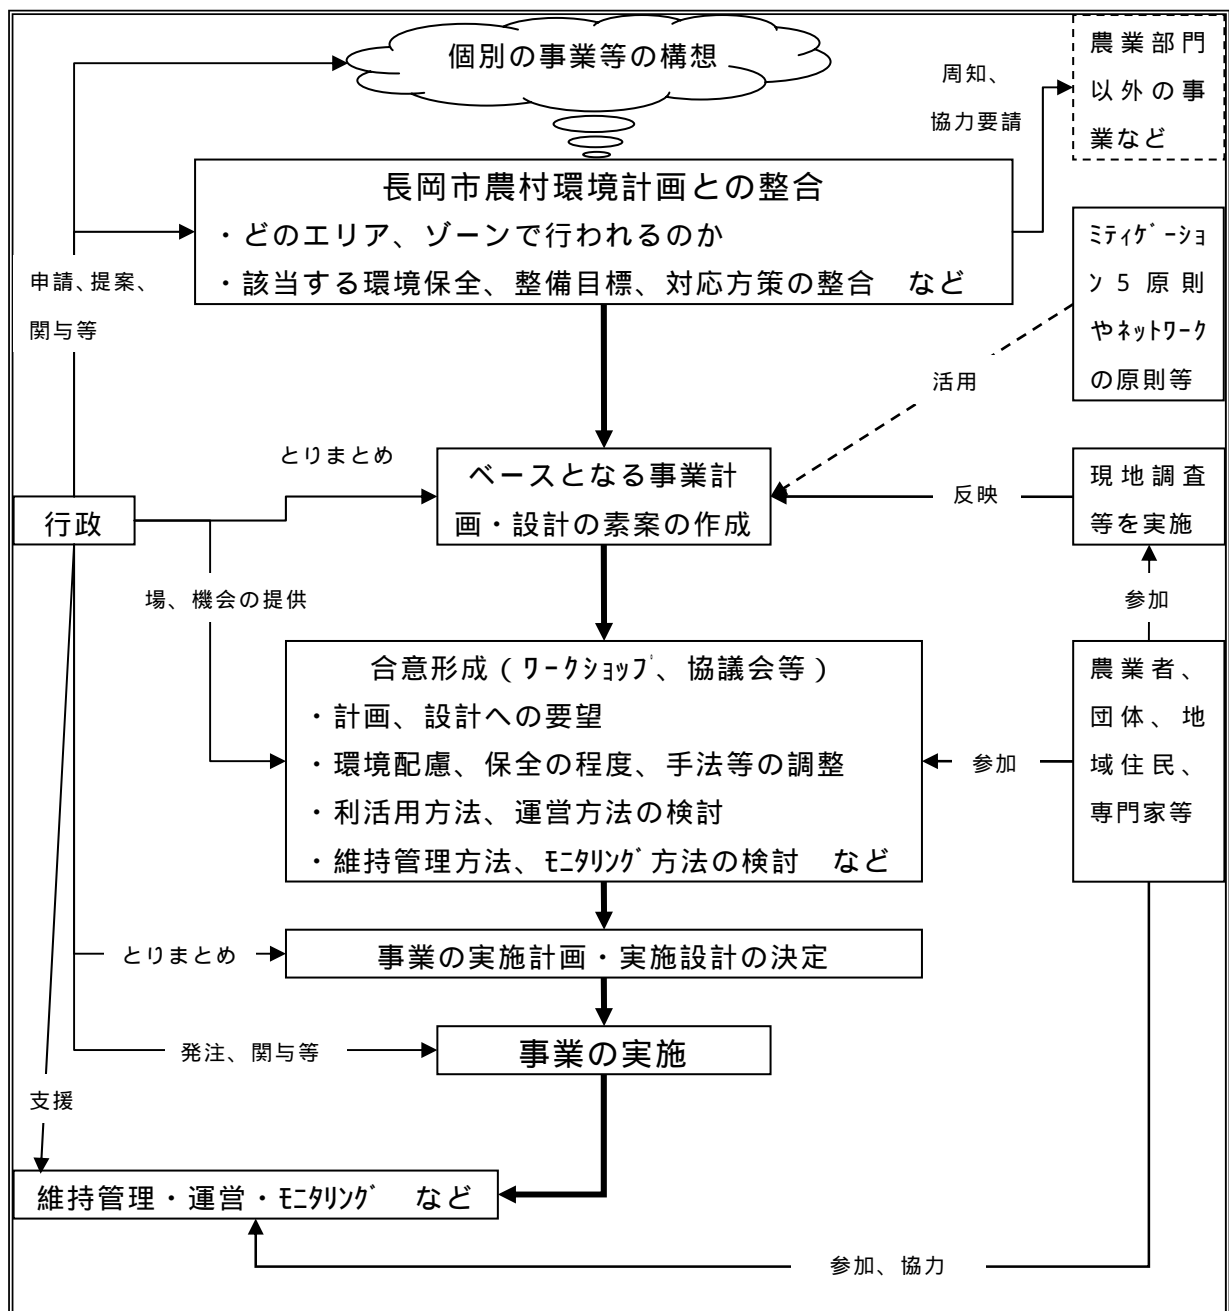 個別の事業等の構想
農業部門
以外の事
業など
周知、
協力要請
長岡市農村環境計画との整合
・どのエリア、ゾーンで行われるのか
・該当する環境保全、整備目標、対応方策の整合　など
申請、提案、
関与等
ﾐﾃｨｹﾞｰｼｮ
ﾝ 5 原則
やﾈｯﾄﾜｰｸ
の原則等
活用
とりまとめ
ベースとなる事業計
画・設計の素案の作成
反映
現地調査
等を実施
行政
場、機会の提供
参加
合意形成（ﾜｰｸｼｮｯﾌﾟ、協議会等）
・計画、設計への要望
・環境配慮、保全の程度、手法等の調整
・利活用方法、運営方法の検討
・維持管理方法、ﾓﾆﾀﾘﾝｸﾞ方法の検討　など
参加
農業者、
団体、地
域住民、
専門家等
とりまとめ
事業の実施計画・実施設計の決定
発注、関与等
事業の実施
支援
維持管理・運営・ﾓﾆﾀﾘﾝｸﾞ　など
参加、協力